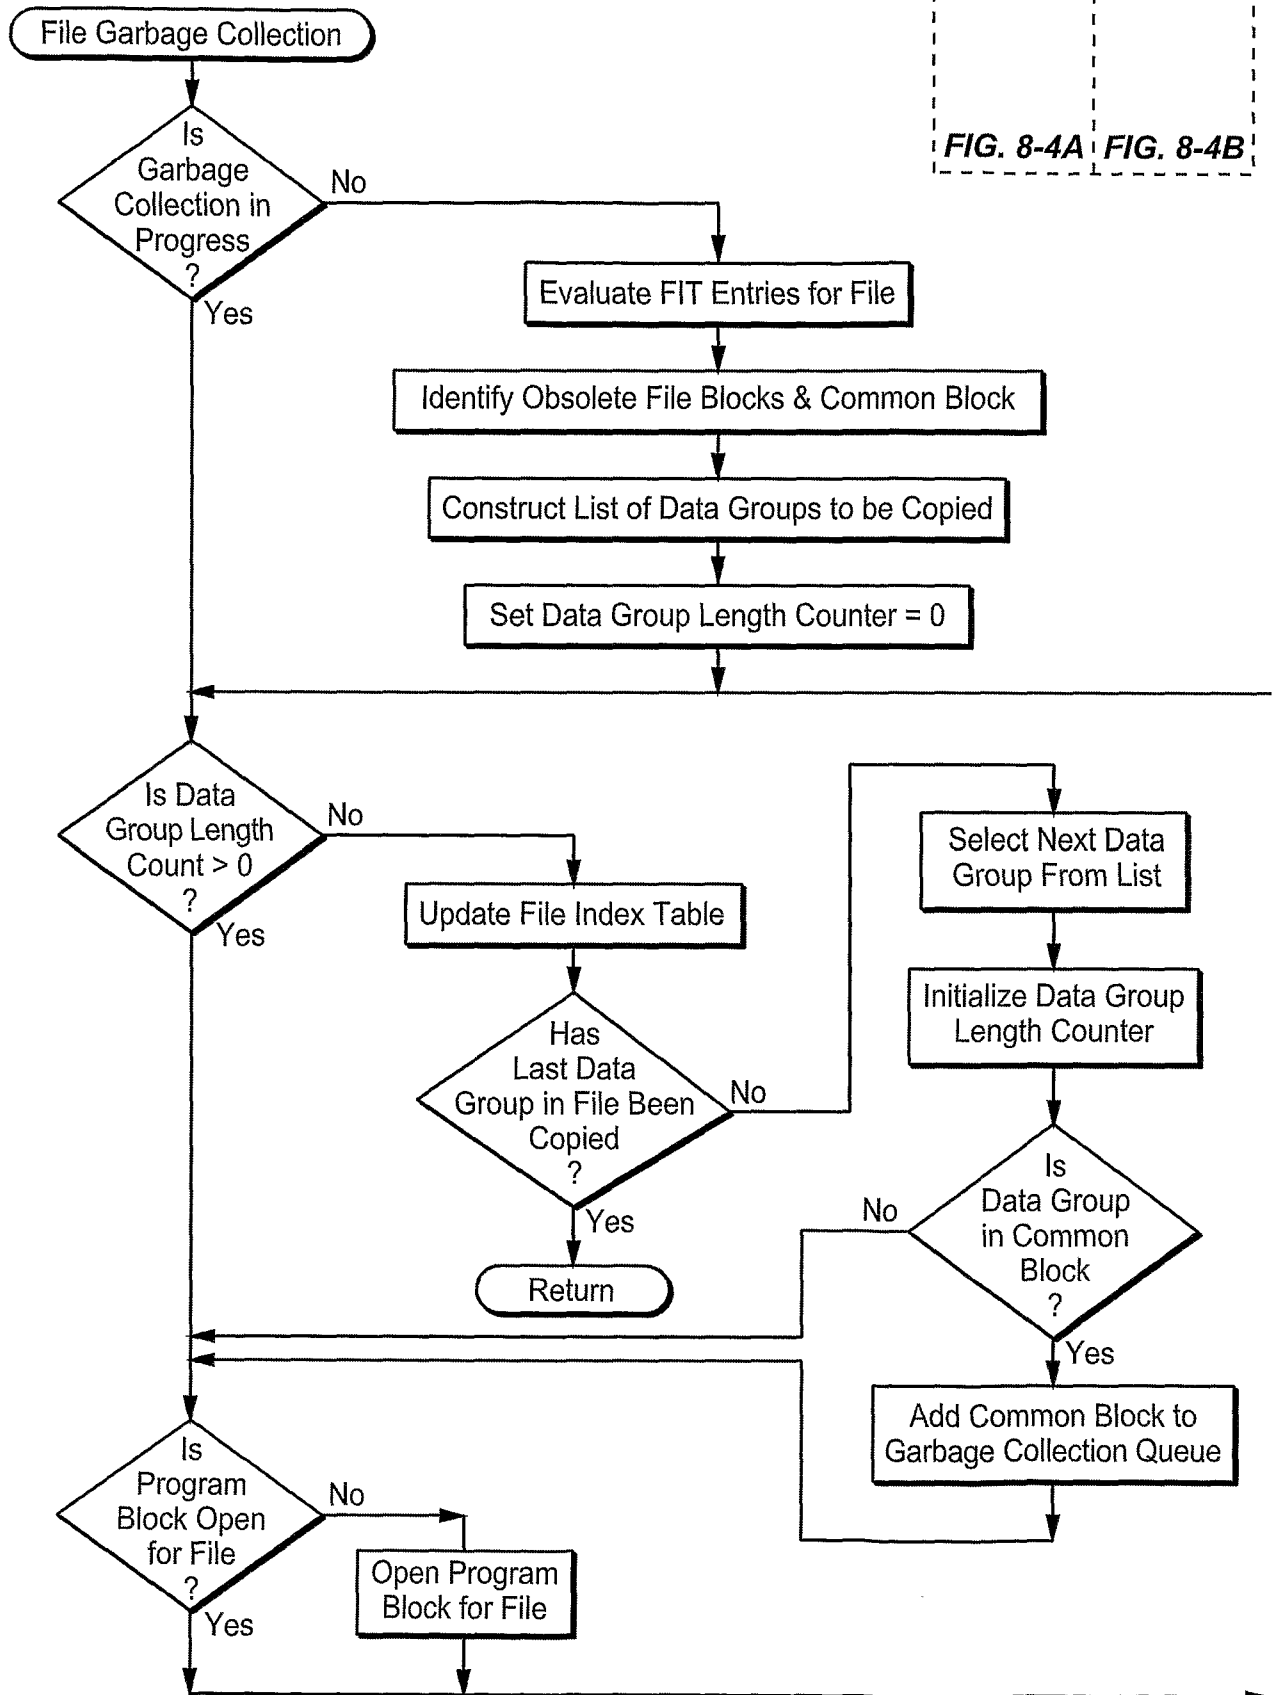 File Garbage Collection
FIG. 8-4A
FIG. 8-4B
Is
Garbage
Collection in
Progress
?
No
Yes
Evaluate FIT Entries for File
Identify Obsolete File Blocks & Common Block
Construct List of Data Groups to be Copied
Set Data Group Length Counter = 0
Is Data
Group Length
Count > 0
?
No
Yes
Update File Index Table
Has
Last Data
Group in File Been
Copied
?
No
Yes
Return
Select Next Data
Group From List
Initialize Data Group
Length Counter
Is
Data Group
in Common
Block
?
No
Yes
Add Common Block to
Garbage Collection Queue
Is
Program
Block Open
for File
?
No
Yes
Open Program
Block for File